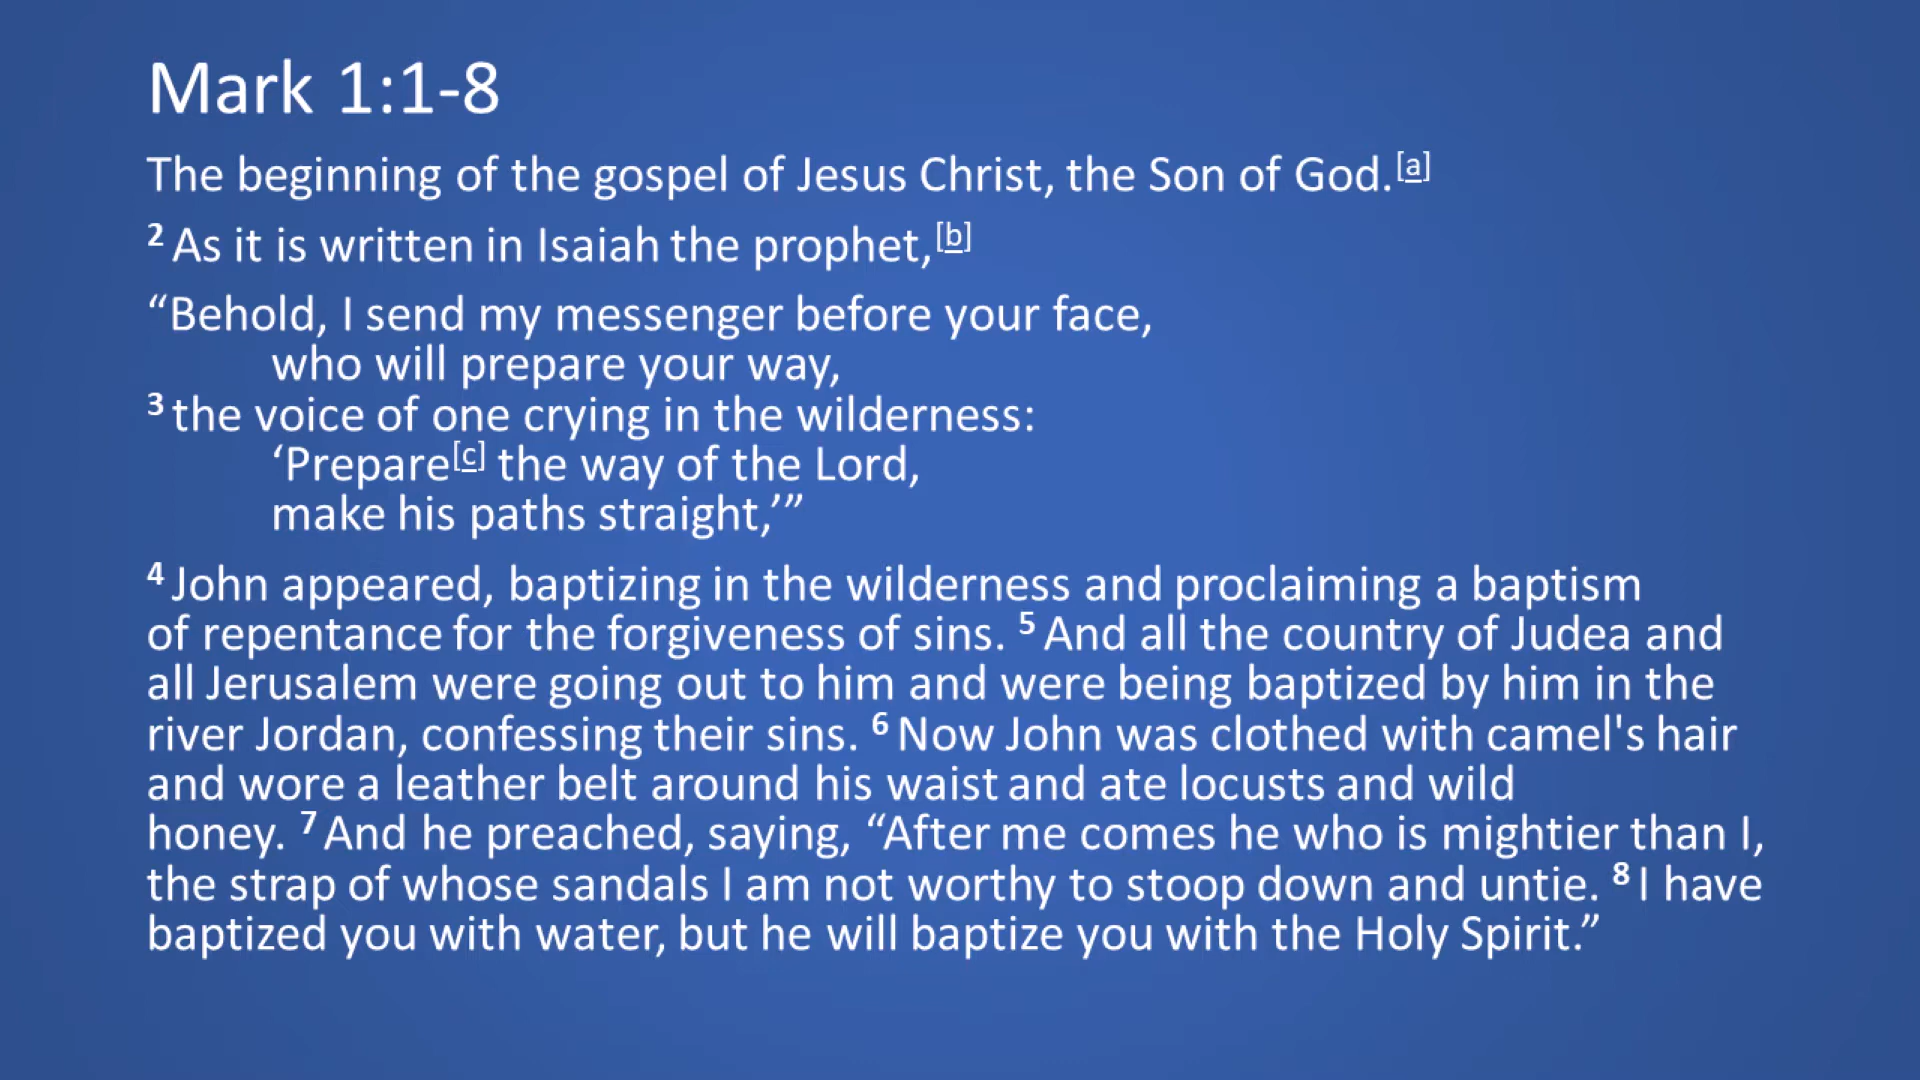 Mark 1:1-8
The beginning of the gospel of Jesus Christ, the Son of God.[a]
2 As it is written in Isaiah the prophet,[b]
“Behold, I send my messenger before your face,
who will prepare your way,
3 the voice of one crying in the wilderness:
‘Prepare[c] the way of the Lord,
make his paths straight,’”
4 John appeared, baptizing in the wilderness and proclaiming a baptism
of repentance for the forgiveness of sins. 5 And all the country of Judea and
all Jerusalem were going out to him and were being baptized by him in the
river Jordan, confessing their sins. 6 Now John was clothed with camel's hair
and wore a leather belt around his waist and ate locusts and wild
honey. 7 And he preached, saying, “After me comes he who is mightier than I,
the strap of whose sandals I am not worthy to stoop down and untie. 8 I have
baptized you with water, but he will baptize you with the Holy Spirit.”